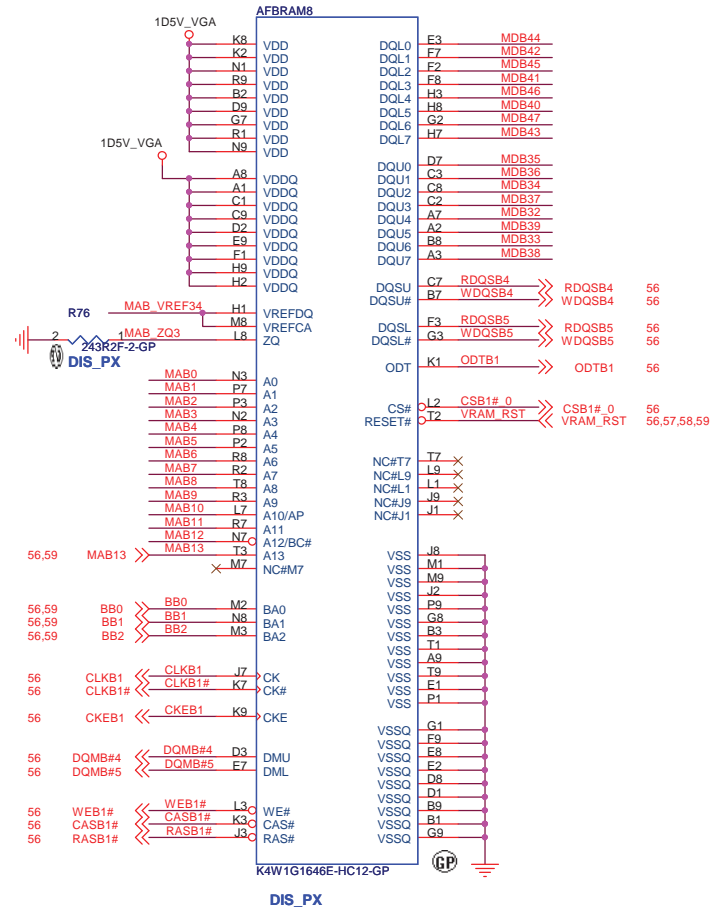 AFBRAM8
1D5V_VGA
K8 VDD
K2 VDD
N1 VDD
R9 VDD
B2 VDD
D9 VDD
G7 VDD
R1 VDD
N9 VDD
1D5V_VGA
A8 VDDQ
A1 VDDQ
C1 VDDQ
C9 VDDQ
D2 VDDQ
E9 VDDQ
F1 VDDQ
H9 VDDQ
H2 VDDQ
MAB_VREF34 H1 VREFDQ
M8 VREFCA
R76
2 1 MAB_ZQ3 L8 ZQ
243R2F-2-GP
DIS_PX
MAB0 N3 A0
MAB1 P7 A1
MAB2 P3 A2
MAB3 N2 A3
MAB4 P8 A4
MAB5 P2 A5
MAB6 R8 A6
MAB7 R2 A7
MAB8 T8 A8
MAB9 R3 A9
MAB10 L7 A10/AP
MAB11 R7 A11
MAB12 N7 A12/BC#
56,59 MAB13 MAB13 T3 A13
M7 NC#M7
56,59 BB0 BB0 M2 BA0
56,59 BB1 BB1 N8 BA1
56,59 BB2 BB2 M3 BA2
56 CLKB1 CLKB1 J7 CK
56 CLKB1# CLKB1# K7 CK#
56 CKEB1 CKEB1 K9 CKE
56 DQMB#4 DQMB#4 D3 DMU
56 DQMB#5 DQMB#5 E7 DML
56 WEB1# WEB1# L3 WE#
56 CASB1# CASB1# K3 CAS#
56 RASB1# RASB1# J3 RAS#
DQL0 E3 MDB44
DQL1 F7 MDB42
DQL2 F2 MDB45
DQL3 F8 MDB41
DQL4 H3 MDB46
DQL5 H8 MDB40
DQL6 G2 MDB47
DQL7 H7 MDB43
DQU0 D7 MDB35
DQU1 C3 MDB36
DQU2 C8 MDB34
DQU3 C2 MDB37
DQU4 A7 MDB32
DQU5 A2 MDB39
DQU6 B8 MDB33
DQU7 A3 MDB38
DQSU C7 RDQSB4 RDQSB4 56
DQSU# B7 WDQSB4 WDQSB4 56
DQSL F3 RDQSB5 RDQSB5 56
DQSL# G3 WDQSB5 WDQSB5 56
ODT K1 ODTB1 ODTB1 56
CS# L2 CSB1#_0 CSB1#_0 56
RESET# T2 VRAM_RST VRAM_RST 56,57,58,59
NC#T7 T7
NC#L9 L9
NC#L1 L1
NC#J9 J9
NC#J1 J1
VSS J8
VSS M1
VSS M9
VSS J2
VSS P9
VSS G8
VSS B3
VSS T1
VSS A9
VSS T9
VSS E1
VSS P1
VSSQ G1
VSSQ F9
VSSQ E8
VSSQ E2
VSSQ D8
VSSQ D1
VSSQ B9
VSSQ B1
VSSQ G9
GP
K4W1G1646E-HC12-GP
DIS_PX